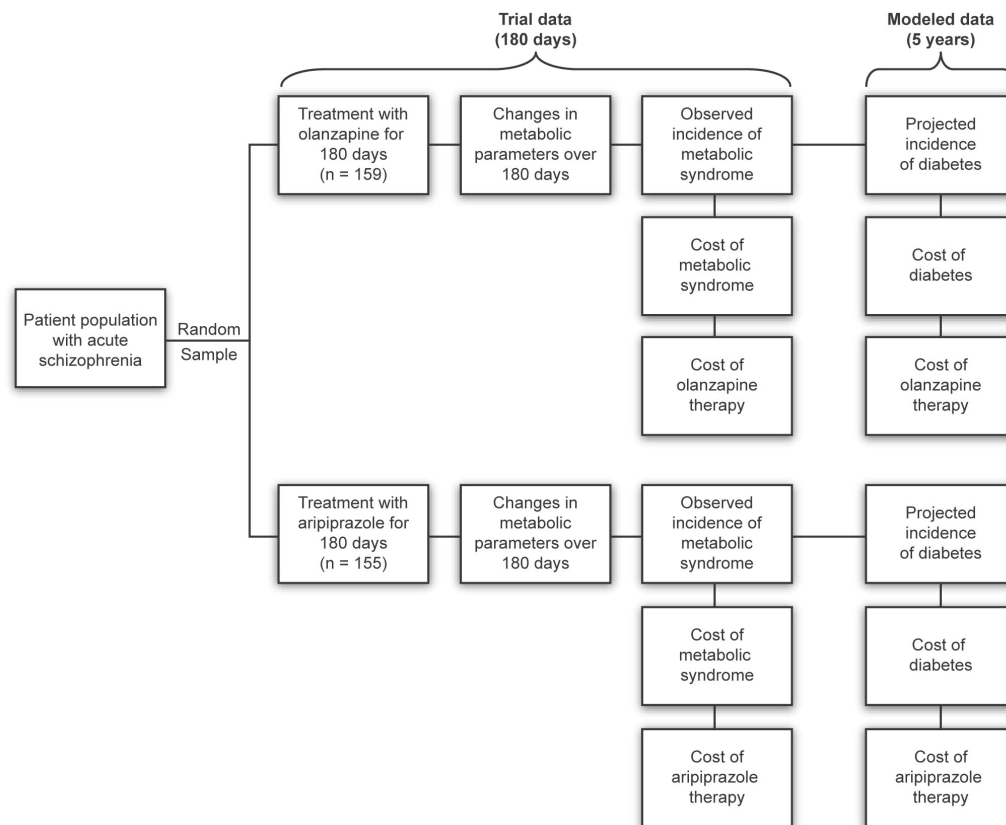 Trial data
(180 days)
Modeled data
(5 years)
Treatment with
olanzapine for
180 days
(n = 159)
Changes in
metabolic
parameters over
180 days
Observed
incidence of
metabolic
syndrome
Projected
incidence
of diabetes
Cost of
metabolic
syndrome
Cost of
diabetes
Cost of
olanzapine
therapy
Cost of
olanzapine
therapy
Patient population
with acute
schizophrenia
Random
Sample
Treatment with
aripiprazole for
180 days
(n = 155)
Changes in
metabolic
parameters over
180 days
Observed
incidence of
metabolic
syndrome
Projected
incidence
of diabetes
Cost of
metabolic
syndrome
Cost of
diabetes
Cost of
aripiprazole
therapy
Cost of
aripiprazole
therapy